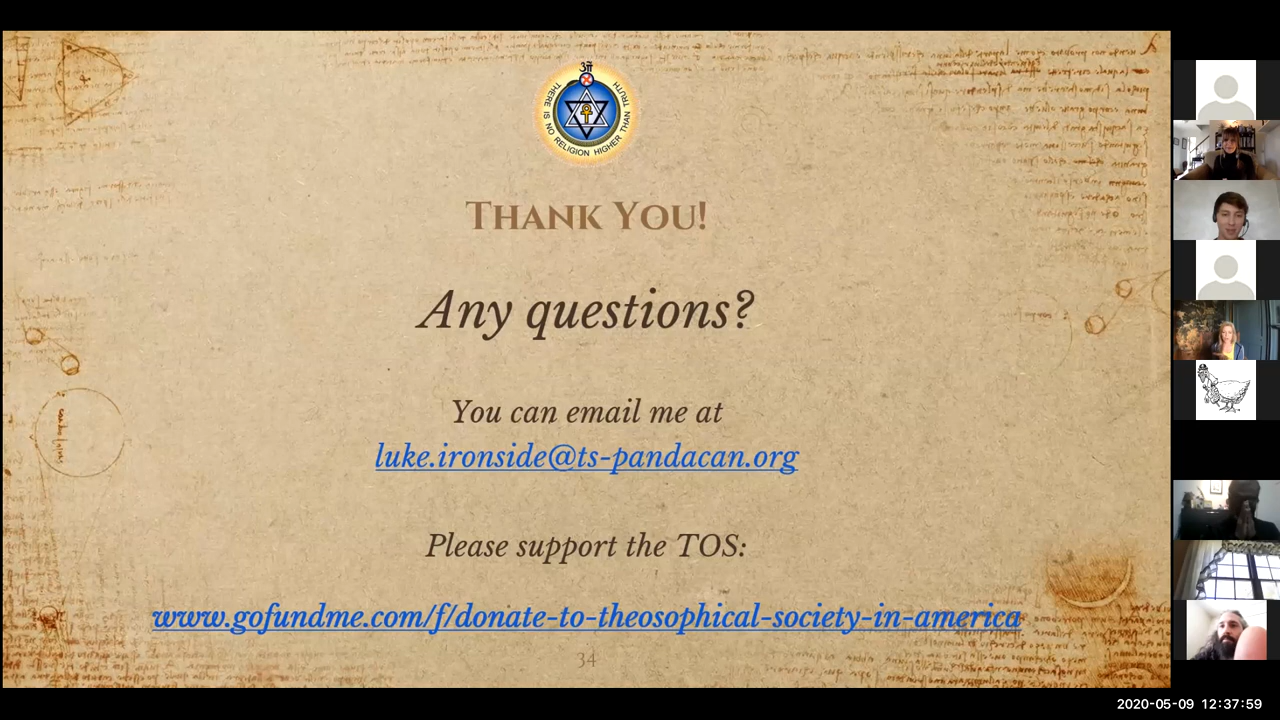 ॐ
THERE IS NO RELIGION HIGHER THAN TRUTH
THANK YOU!
Any questions?
You can email me at
luke.ironside@ts-pandacan.org
Please support the TOS:
www.gofundme.com/f/donate-to-theosophical-society-in-america
34
2020-05-09 12:37:59